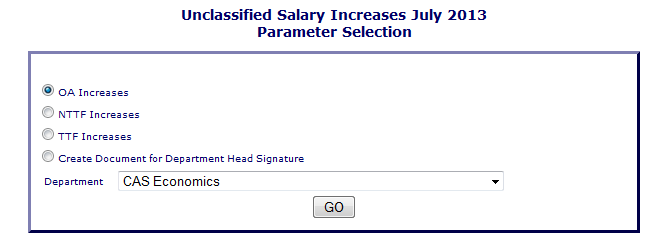 Unclassified Salary Increases July 2013
Parameter Selection
OA Increases
NTTF Increases
TTF Increases
Create Document for Department Head Signature
Department CAS Economics
GO